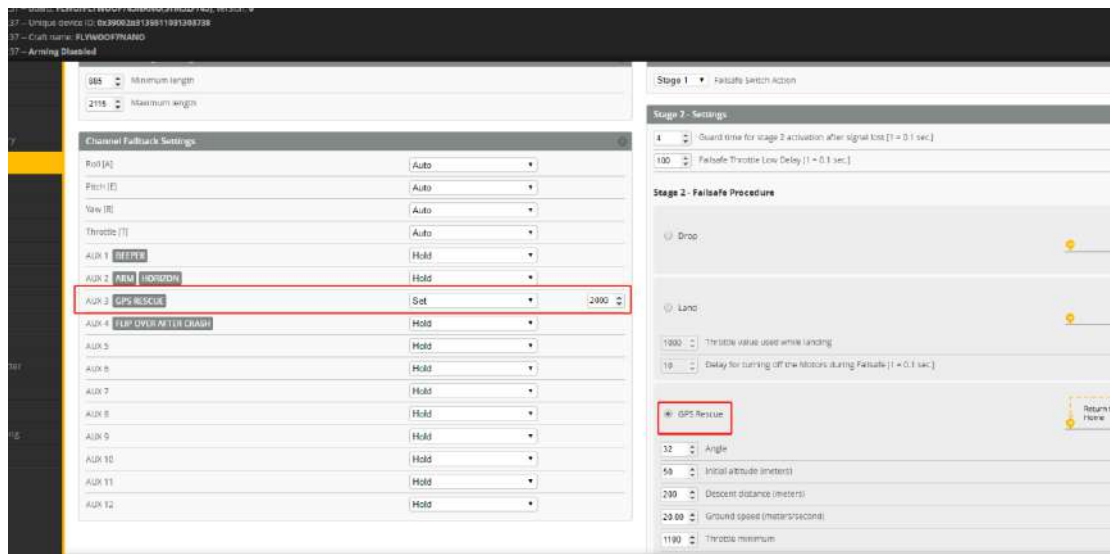 Unique device ID: 0x39002a3138511031303738
Craft name: FLYWOOF7NANO
Arming Disabled
885 Minimum length
2115 Maximum length
Channel Fallback Settings
Roll [A] Auto
Pitch [E] Auto
Yaw [R] Auto
Throttle [T] Auto
AUX 1 BEEPER Hold
AUX 2 ARM HORIZON Hold
AUX 3 GPS RESCUE Set 2000
AUX 4 FLIP OVER AFTER CRASH Hold
AUX 5 Hold
AUX 6 Hold
AUX 7 Hold
AUX 8 Hold
AUX 9 Hold
AUX 10 Hold
AUX 11 Hold
AUX 12 Hold
Stage 1 Failsafe Switch Action
Stage 2 - Settings
4 Guard time for stage 2 activation after signal lost [1 = 0.1 sec.]
100 Failsafe Throttle Low Delay [1 = 0.1 sec.]
Stage 2 - Failsafe Procedure
Drop
Land
1000 Throttle value used while landing
10 Delay for turning off the Motors during Failsafe [1 = 0.1 sec.]
GPS Rescue
Return
Home
32 Angle
50 Initial altitude (meters)
200 Descent distance (meters)
20.00 Ground speed (meters/second)
1100 Throttle minimum